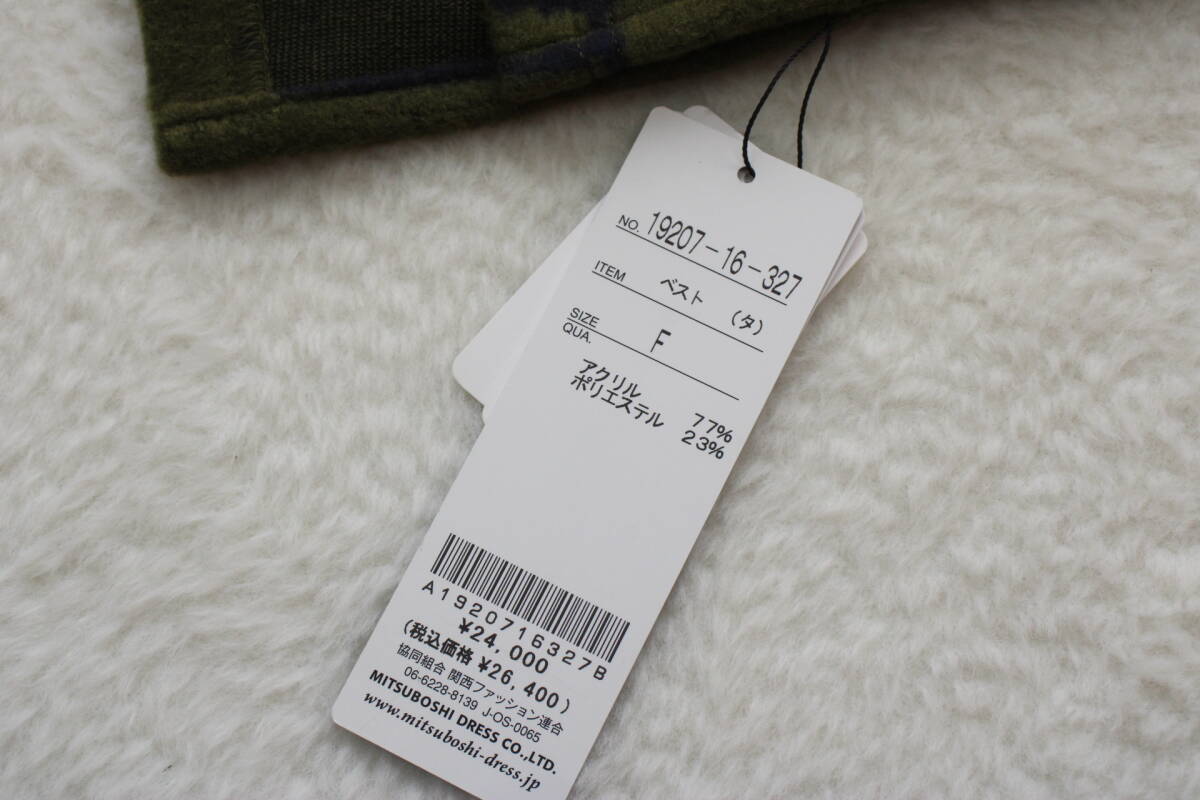 NO. 19207-16-327
ITEM ベスト (タ)
SIZE F
QUA.
アクリル 77%
ポリエステル 23%
A1920716327B
¥24,000
(税込価格 ¥26,400)
協同組合 関西ファッション連合
06-6228-8139 J-OS-0065
MITSUBOSHI DRESS CO.,LTD.
www.mitsuboshi-dress.jp